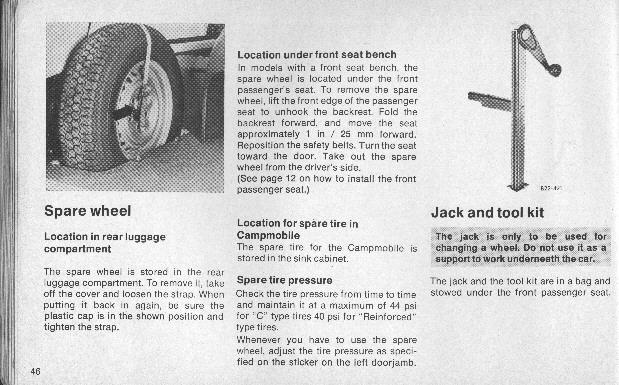 Spare wheel
Location in rear luggage
compartment
The spare wheel is stored in the rear
luggage compartment. To remove it, take
off the cover and loosen the strap. When
putting it back in again, be sure the
plastic cap is in the shown position and
tighten the strap.
46
Location under front seat bench
In models with a front seat bench, the
spare wheel is located under the front
passenger's seat. To remove the spare
wheel, lift the front edge of the passenger
seat to unhook the backrest. Fold the
backrest forward, and move the seat
approximately 1 in / 25 mm forward.
Reposition the safety belts. Turn the seat
toward the door. Take out the spare
wheel from the driver's side.
(See page 12 on how to install the front
passenger seat.)
Location for spare tire in
Campmobile
The spare tire for the Campmobile is
stored in the sink cabinet.
Spare tire pressure
Check the tire pressure from time to time
and maintain it at a maximum of 44 psi
for "C" type tires 40 psi for "Reinforced"
type tires.
Whenever you have to use the spare
wheel, adjust the tire pressure as speci-
fied on the sticker on the left doorjamb.
Jack and tool kit
The jack is only to be used for
changing a wheel. Do not use it as a
support to work underneath the car.
The jack and the tool kit are in a bag and
stowed under the front passenger seat.